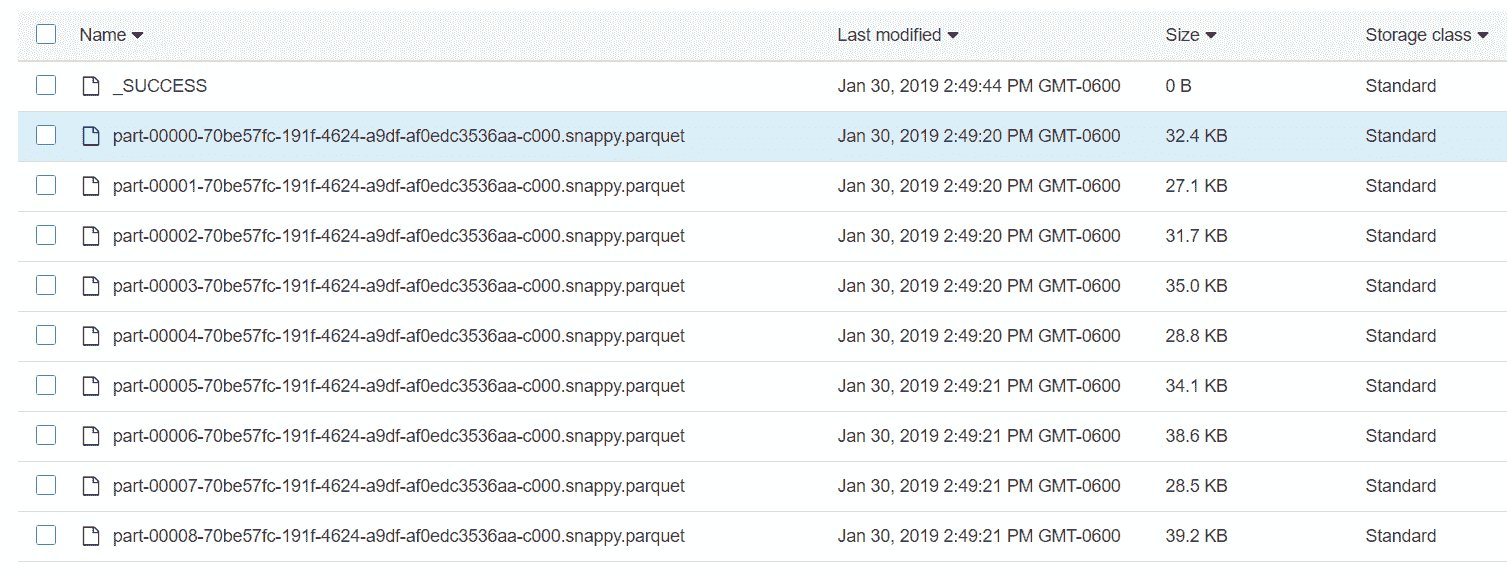 Name Last modified Size Storage class
_SUCCESS Jan 30, 2019 2:49:44 PM GMT-0600 0 B Standard
part-00000-70be57fc-191f-4624-a9df-af0edc3536aa-c000.snappy.parquet Jan 30, 2019 2:49:20 PM GMT-0600 32.4 KB Standard
part-00001-70be57fc-191f-4624-a9df-af0edc3536aa-c000.snappy.parquet Jan 30, 2019 2:49:20 PM GMT-0600 27.1 KB Standard
part-00002-70be57fc-191f-4624-a9df-af0edc3536aa-c000.snappy.parquet Jan 30, 2019 2:49:20 PM GMT-0600 31.7 KB Standard
part-00003-70be57fc-191f-4624-a9df-af0edc3536aa-c000.snappy.parquet Jan 30, 2019 2:49:20 PM GMT-0600 35.0 KB Standard
part-00004-70be57fc-191f-4624-a9df-af0edc3536aa-c000.snappy.parquet Jan 30, 2019 2:49:20 PM GMT-0600 28.8 KB Standard
part-00005-70be57fc-191f-4624-a9df-af0edc3536aa-c000.snappy.parquet Jan 30, 2019 2:49:21 PM GMT-0600 34.1 KB Standard
part-00006-70be57fc-191f-4624-a9df-af0edc3536aa-c000.snappy.parquet Jan 30, 2019 2:49:21 PM GMT-0600 38.6 KB Standard
part-00007-70be57fc-191f-4624-a9df-af0edc3536aa-c000.snappy.parquet Jan 30, 2019 2:49:21 PM GMT-0600 28.5 KB Standard
part-00008-70be57fc-191f-4624-a9df-af0edc3536aa-c000.snappy.parquet Jan 30, 2019 2:49:21 PM GMT-0600 39.2 KB Standard